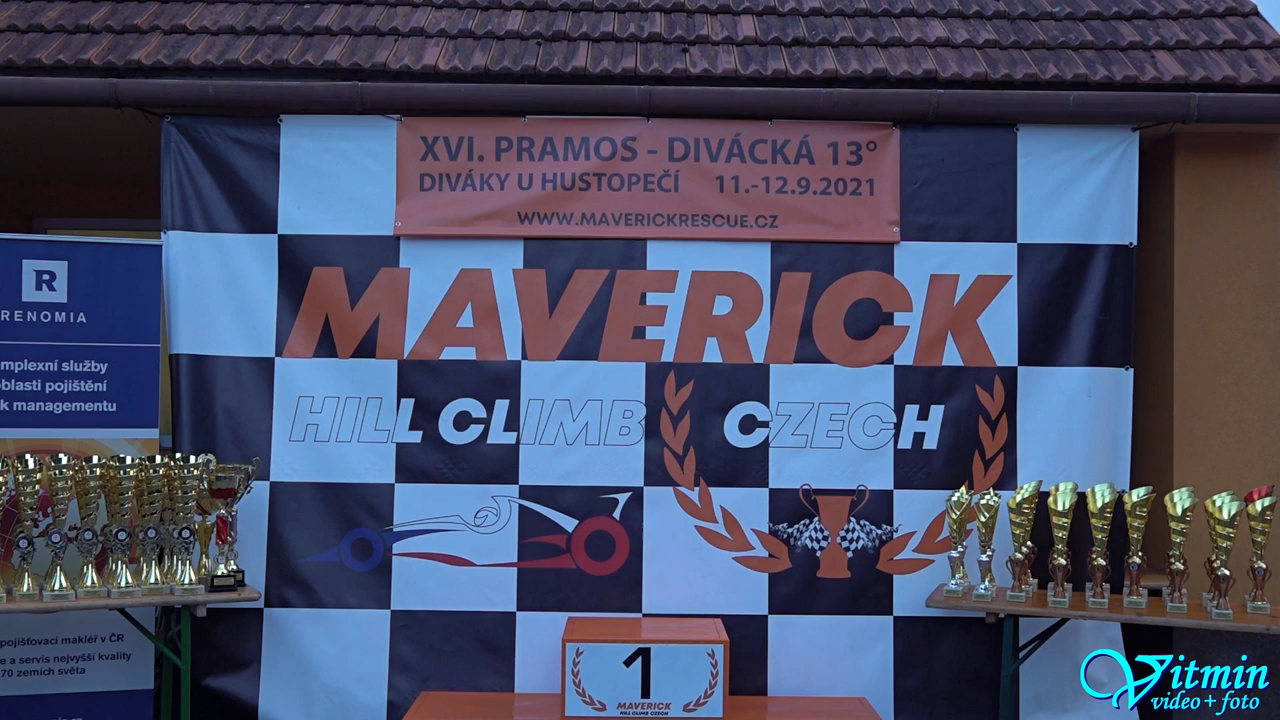 XVI. PRAMOS - DIVÁCKÁ 13°
DIVÁKY U HUSTOPEČÍ 11.-12.9.2021
WWW.MAVERICKRESCUE.CZ
MAVERICK
HILL CLIMB CZECH
R
RENOMIA
mplexní služby
oblasti pojištění
k managementu
pojišťovací makléř v ČR
e a servis nejvyšší kvality
70 zemích světa
1
MAVERICK
HILL CLIMB CZECH
Vitmin
video+foto